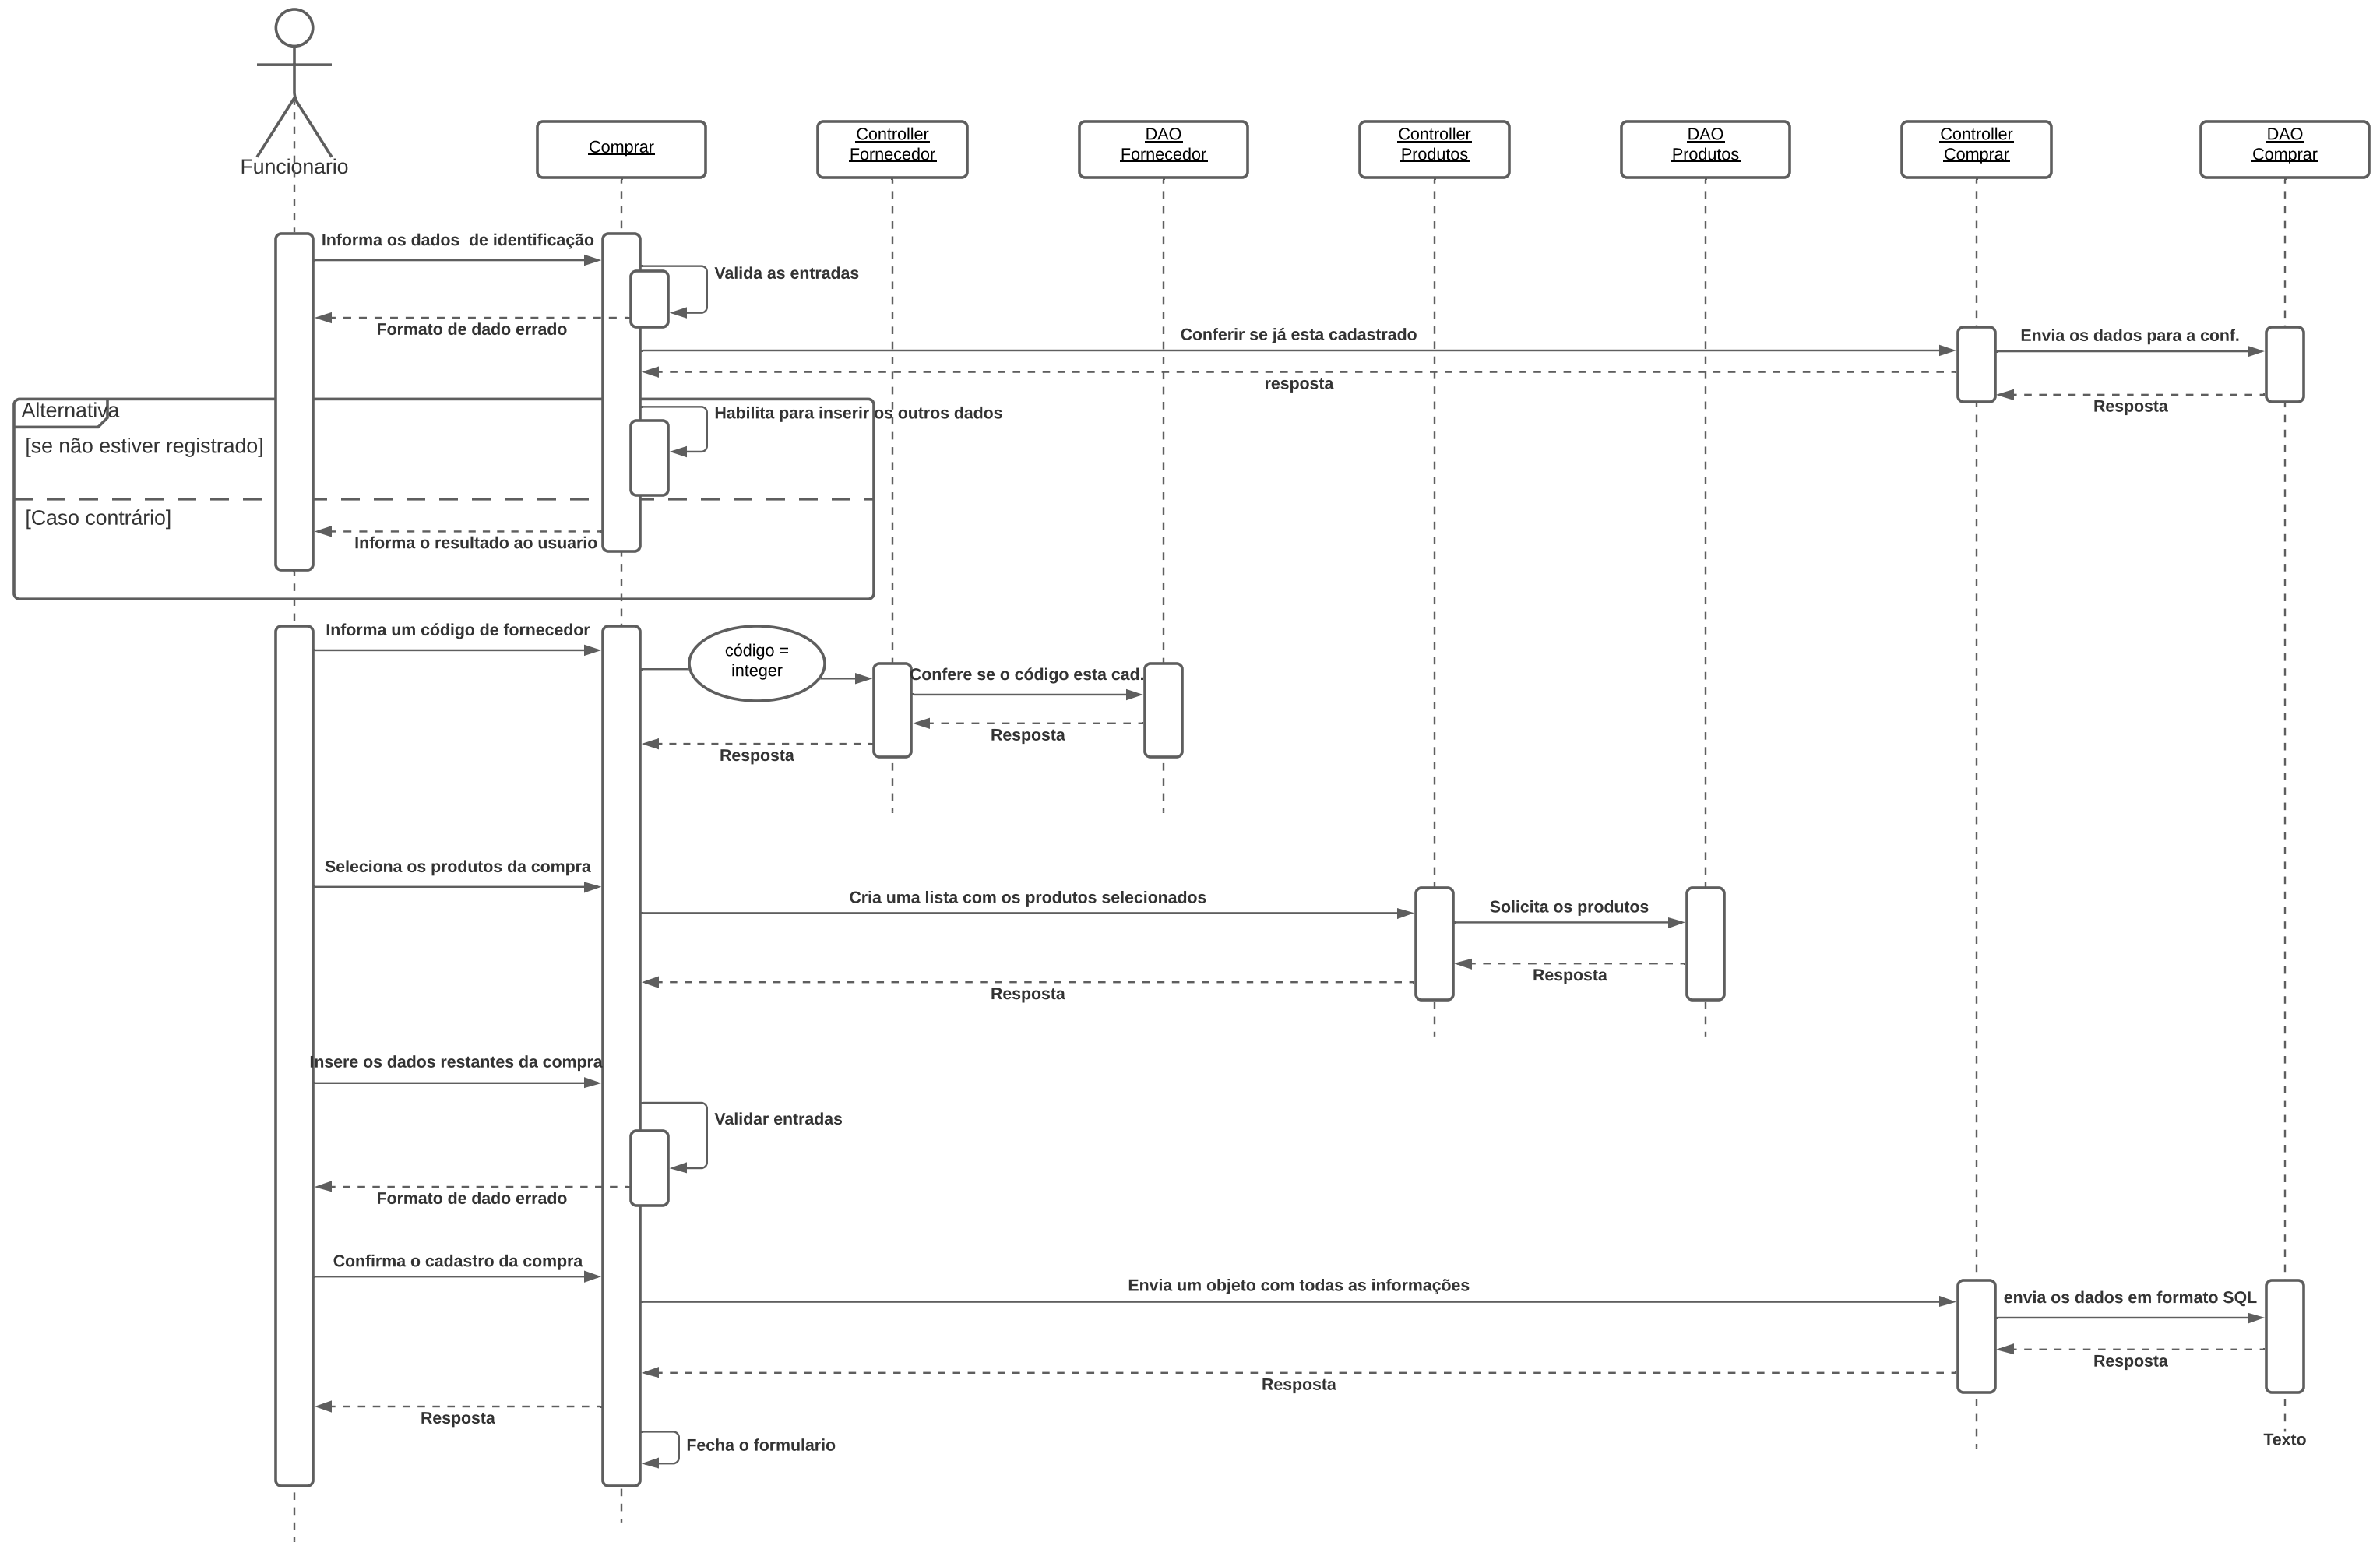 Funcionario
Comprar
Controller
Fornecedor
DAO
Fornecedor
Controller
Produtos
DAO
Produtos
Controller
Comprar
DAO
Comprar
Informa os dados  de identificação
Valida as entradas
Formato de dado errado
Conferir se já esta cadastrado
Envia os dados para a conf.
resposta
Resposta
Alternativa
Habilita para inserir os outros dados
[se não estiver registrado]
[Caso contrário]
Informa o resultado ao usuario
Informa um código de fornecedor
código =
integer
Confere se o código esta cad.
Resposta
Resposta
Seleciona os produtos da compra
Cria uma lista com os produtos selecionados
Solicita os produtos
Resposta
Resposta
Insere os dados restantes da compra
Validar entradas
Formato de dado errado
Confirma o cadastro da compra
Envia um objeto com todas as informações
envia os dados em formato SQL
Resposta
Resposta
Resposta
Fecha o formulario
Texto